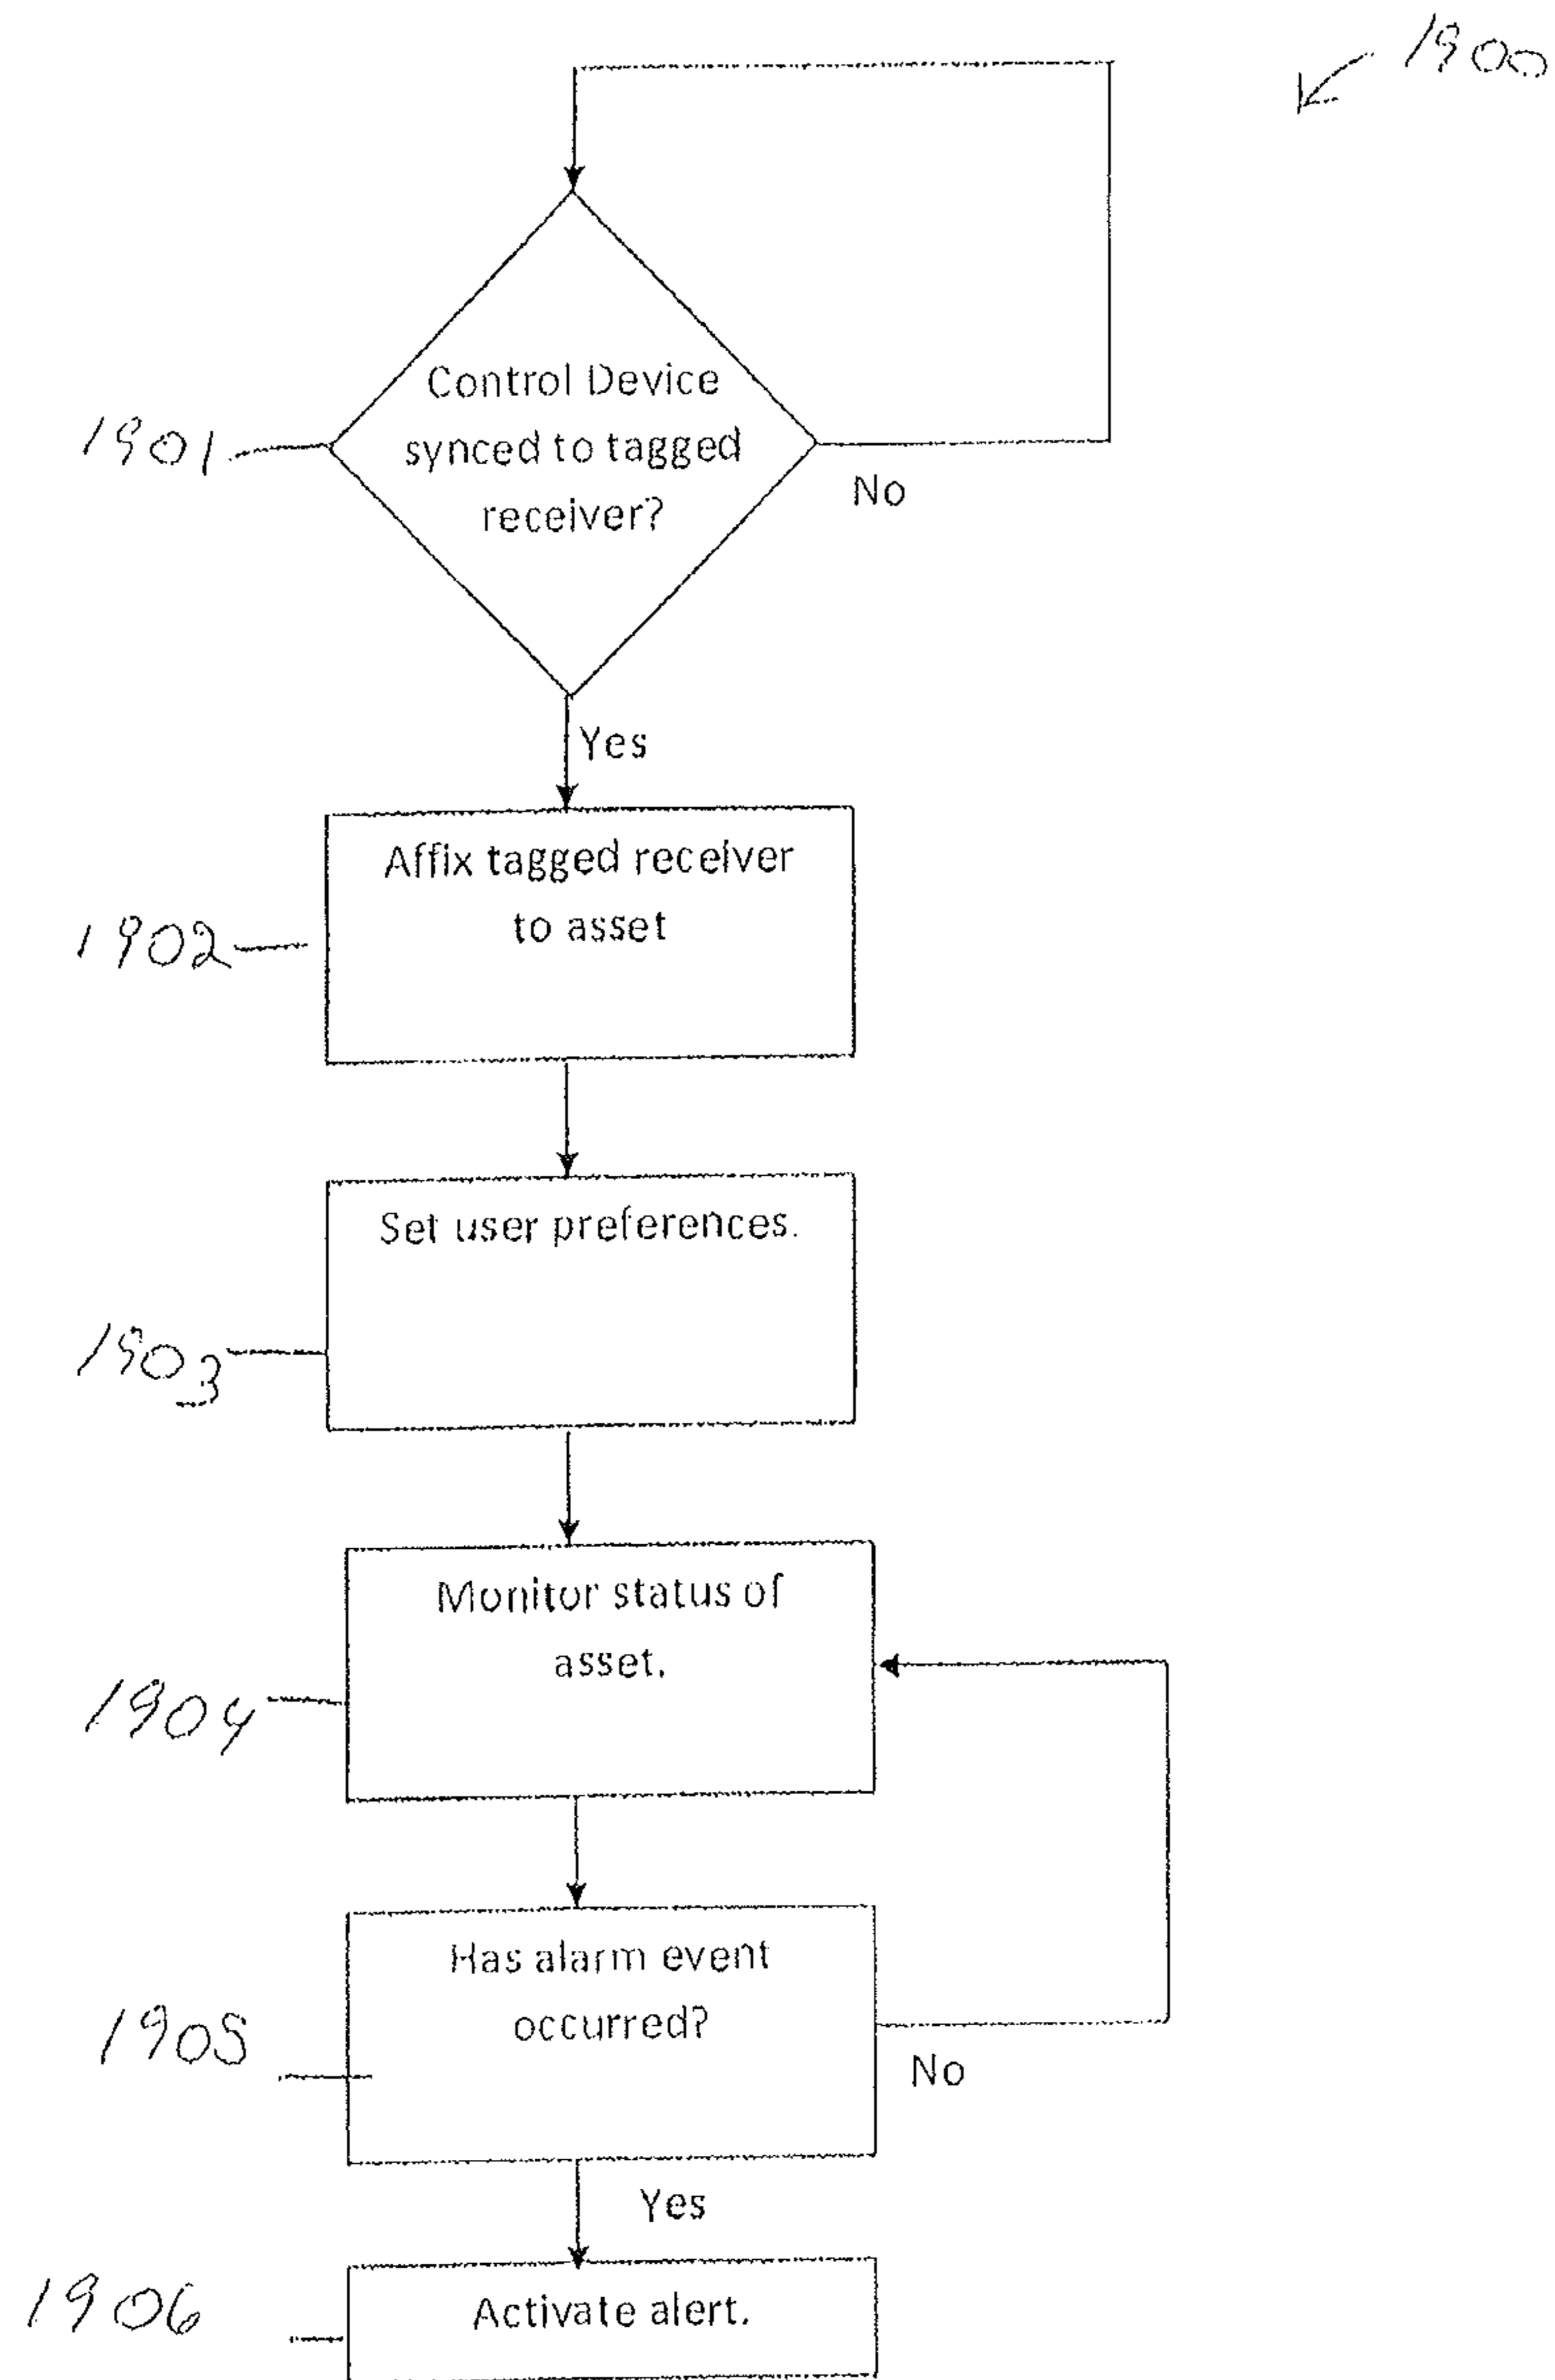 1900
Control Device
synced to tagged
receiver?
1901
No
Yes
Affix tagged receiver
to asset
1902
Set user preferences.
1903
Monitor status of
asset.
1904
Has alarm event
occurred?
1905
No
Yes
Activate alert.
1906